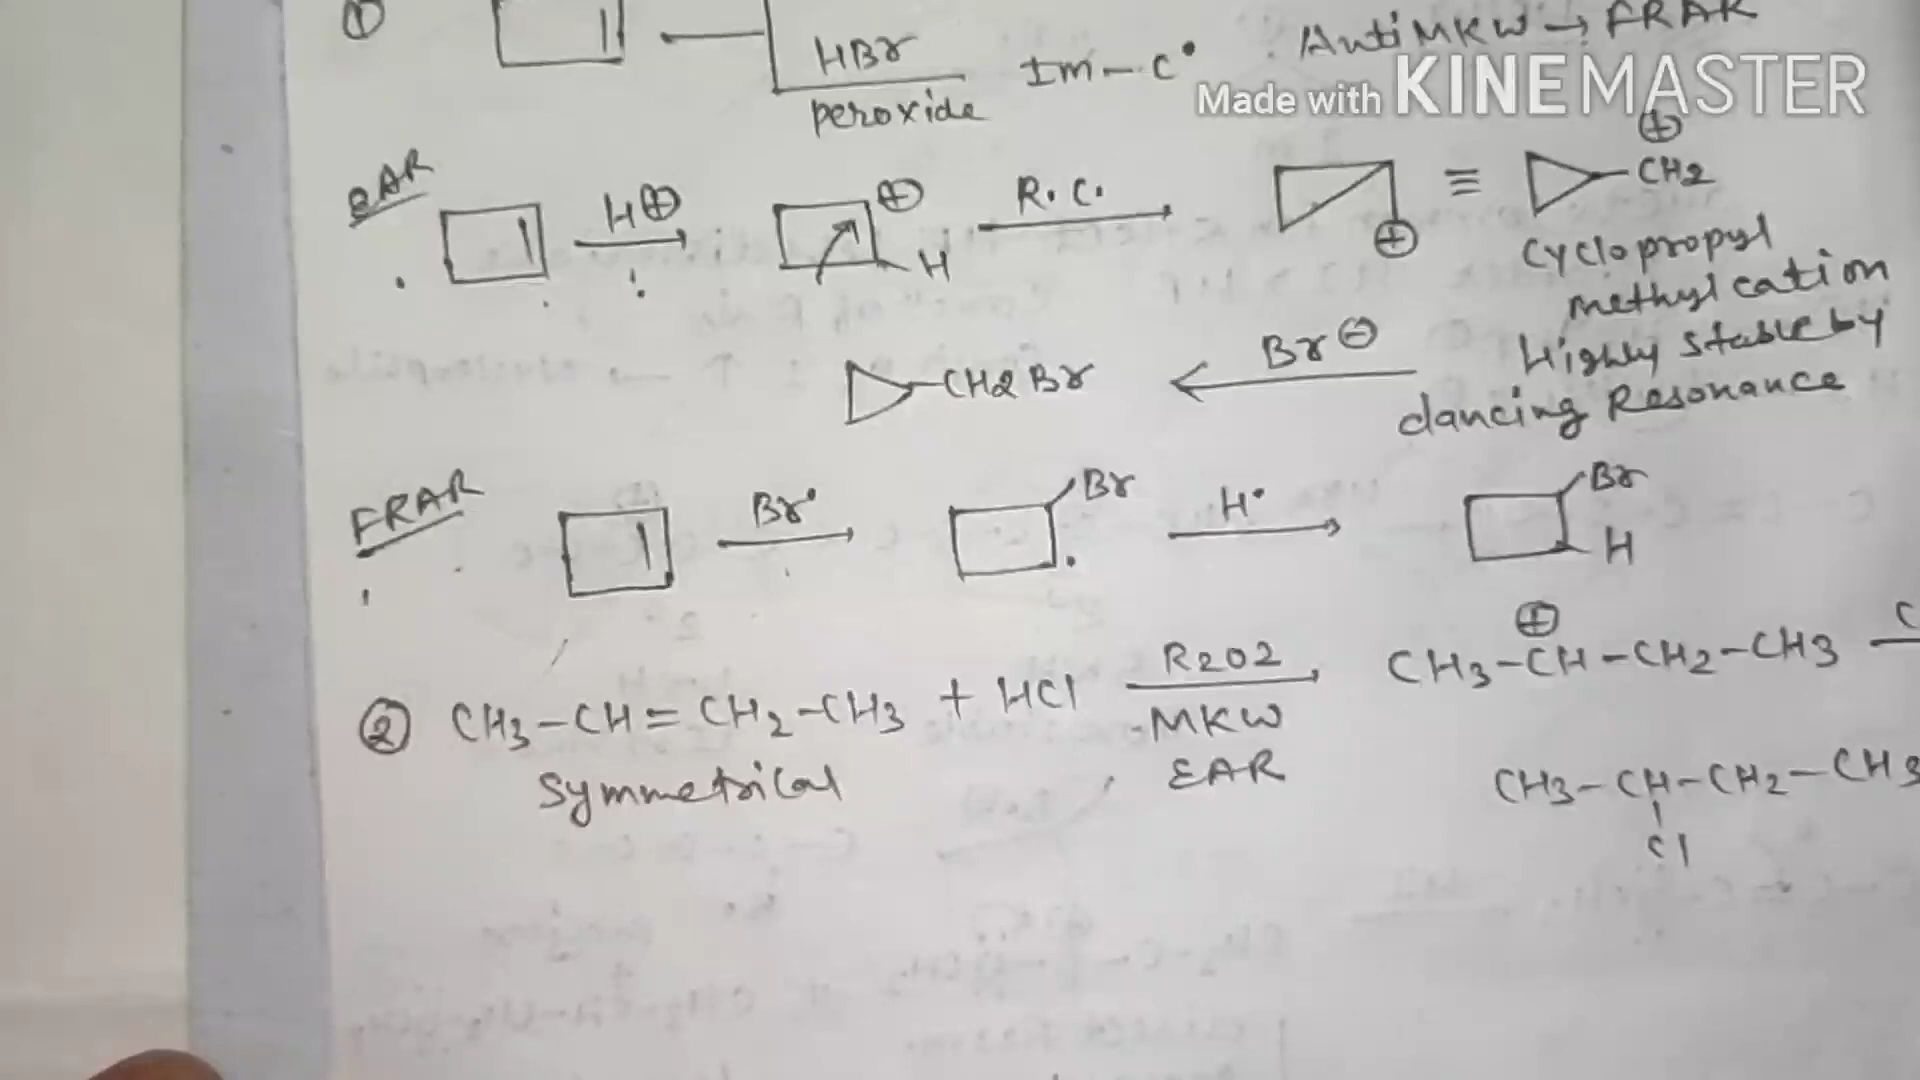 ①
HBr
peroxide
Im – C•
AntiMKW → FRAR
Made with KINEMASTER
EAR
H⊕
⊕
H
R.C.
⊕
≡
⊕
CH2
Cyclopropyl
methyl cation
Highly stable by
dancing Resonance
Br⊖
CH2Br
FRAR
Br•
Br
H•
Br
H
② CH3–CH=CH2–CH3 + HCl
R2O2
MKW
EAR
⊕
CH3–CH–CH2–CH3
C
Symmetrical
CH3–CH–CH2–CH3
Cl